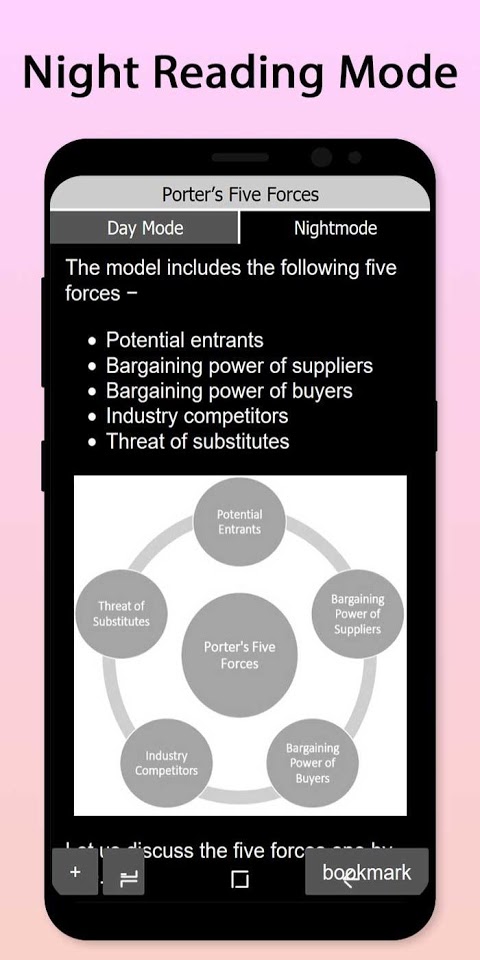 Night Reading Mode
Porter's Five Forces
Day Mode
Nightmode
The model includes the following five
forces −
• Potential entrants
• Bargaining power of suppliers
• Bargaining power of buyers
• Industry competitors
• Threat of substitutes
Potential
Entrants
Threat of
Substitutes
Bargaining
Power of
Suppliers
Porter's Five
Forces
Industry
Competitors
Bargaining
Power of
Buyers
Let us discuss the five forces one by
+
-
bookmark